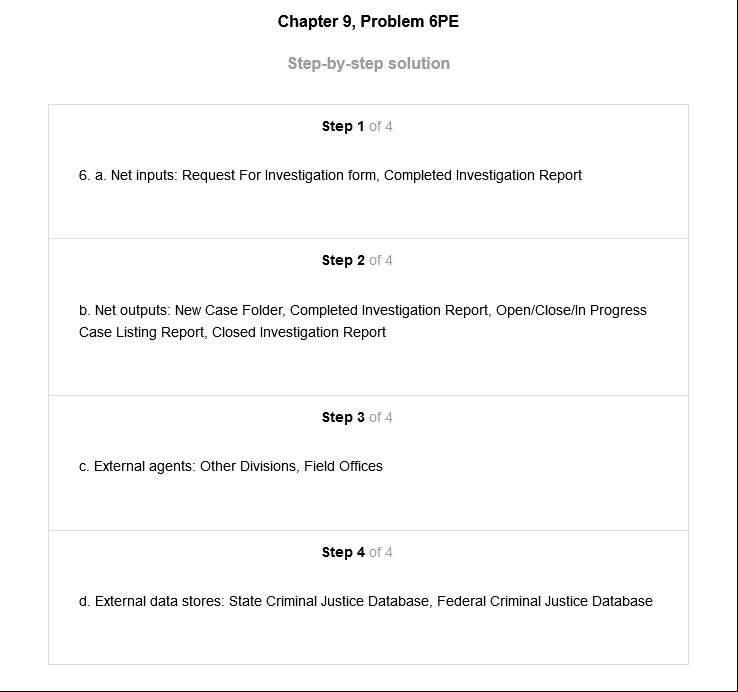 Chapter 9, Problem 6PE
Step-by-step solution
Step 1 of 4
6. a. Net inputs: Request For Investigation form, Completed Investigation Report
Step 2 of 4
b. Net outputs: New Case Folder, Completed Investigation Report, Open/Close/In Progress
Case Listing Report, Closed Investigation Report
Step 3 of 4
c. External agents: Other Divisions, Field Offices
Step 4 of 4
d. External data stores: State Criminal Justice Database, Federal Criminal Justice Database